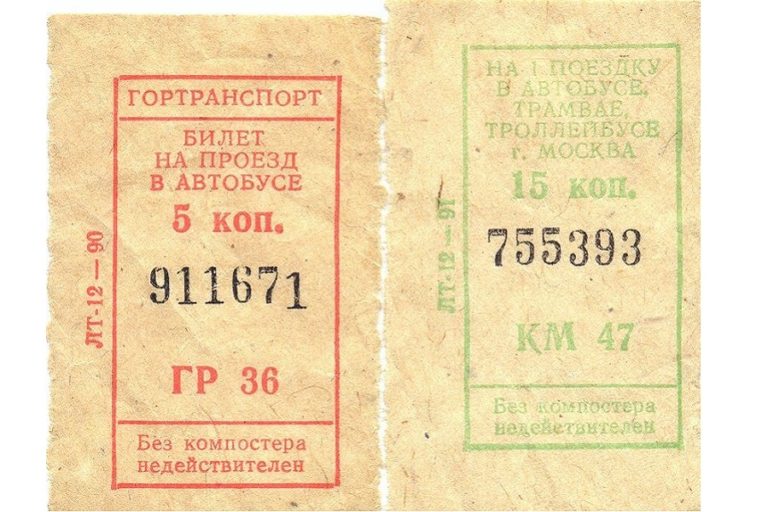 ГОРТРАНСПОРТ
БИЛЕТ
НА ПРОЕЗД
В АВТОБУСЕ
5 коп.
911671
ЛТ-12 — 90
ГР 36
Без компостера
недействителен
НА 1 ПОЕЗДКУ
В АВТОБУСЕ,
ТРАМВАЕ,
ТРОЛЛЕЙБУСЕ
г. МОСКВА
15 коп.
755393
ЛТ-12 — 91
КМ 47
Без компостера
недействителен